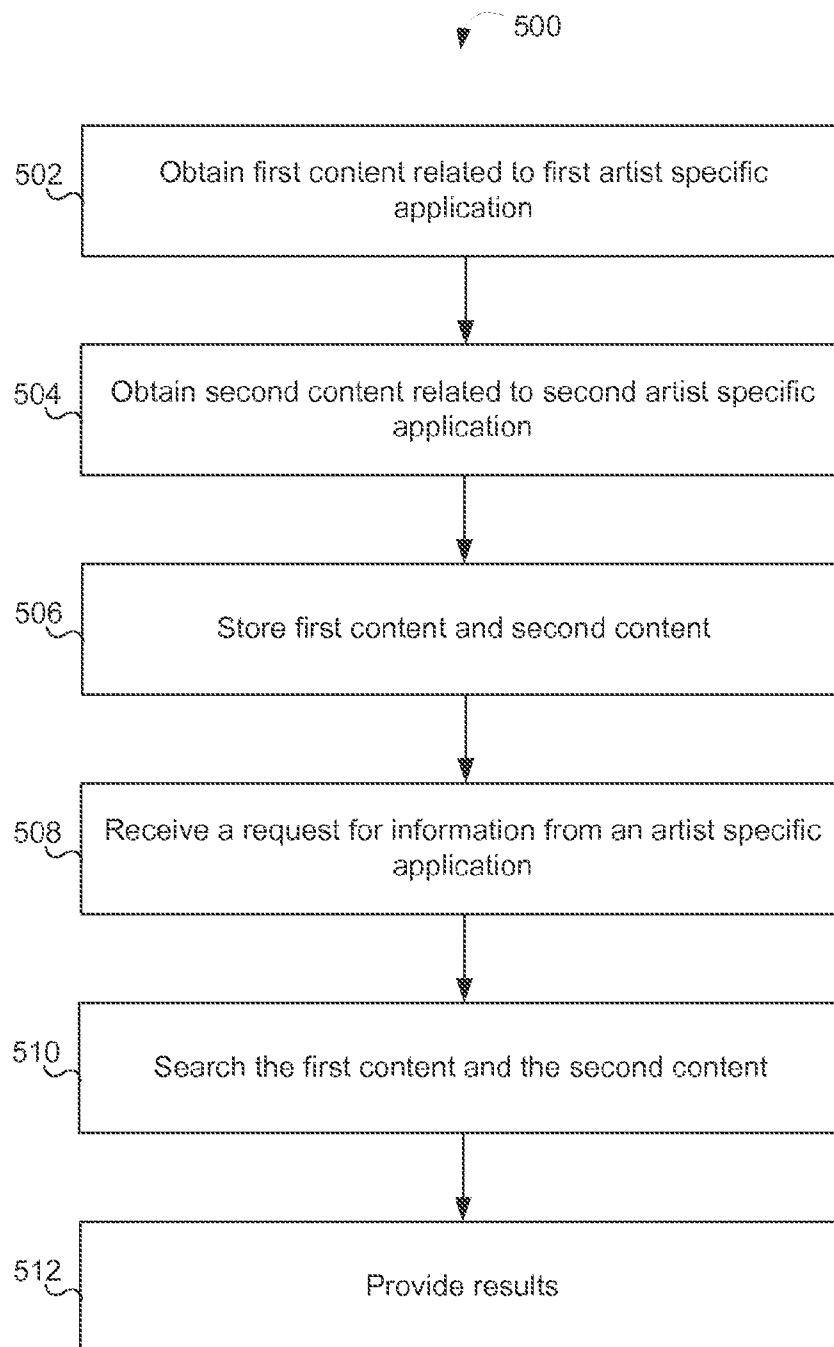 500
502
Obtain first content related to first artist specific
application
504
Obtain second content related to second artist specific
application
506
Store first content and second content
508
Receive a request for information from an artist specific
application
510
Search the first content and the second content
512
Provide results